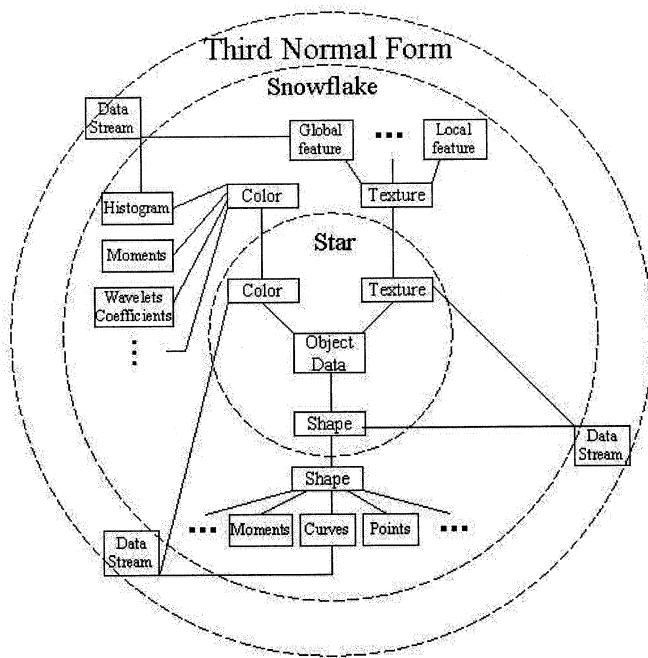 Third Normal Form
Snowflake
Data
Stream
Global
feature
...
Local
feature
Histogram
Color
Texture
Moments
Star
Wavelets
Coefficients
Color
Texture
...
Object
Data
Shape
Data
Stream
Shape
...
Moments
Curves
Points
...
Data
Stream